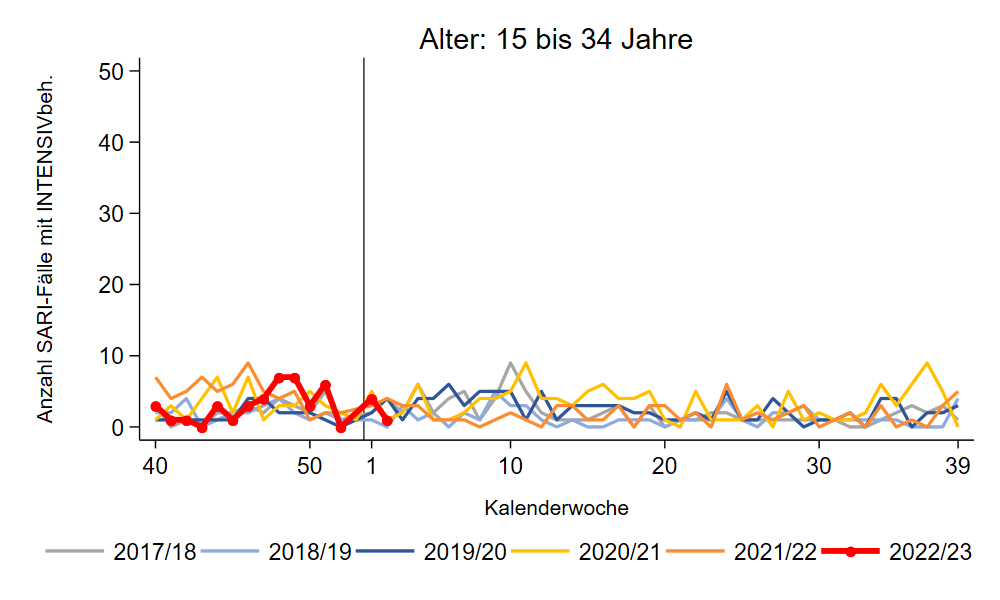 Alter: 15 bis 34 Jahre
Anzahl SARI-Fälle mit INTENSIVbeh.
50
40
30
20
10
0
40 50 1 10 20 30 39
Kalenderwoche
2017/18 2018/19 2019/20 2020/21 2021/22 2022/23